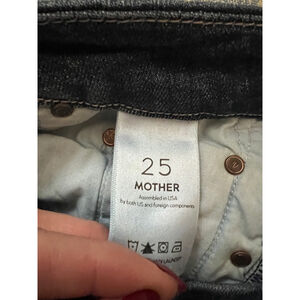 25
MOTHER
Assembled in USA
by both US and foreign components